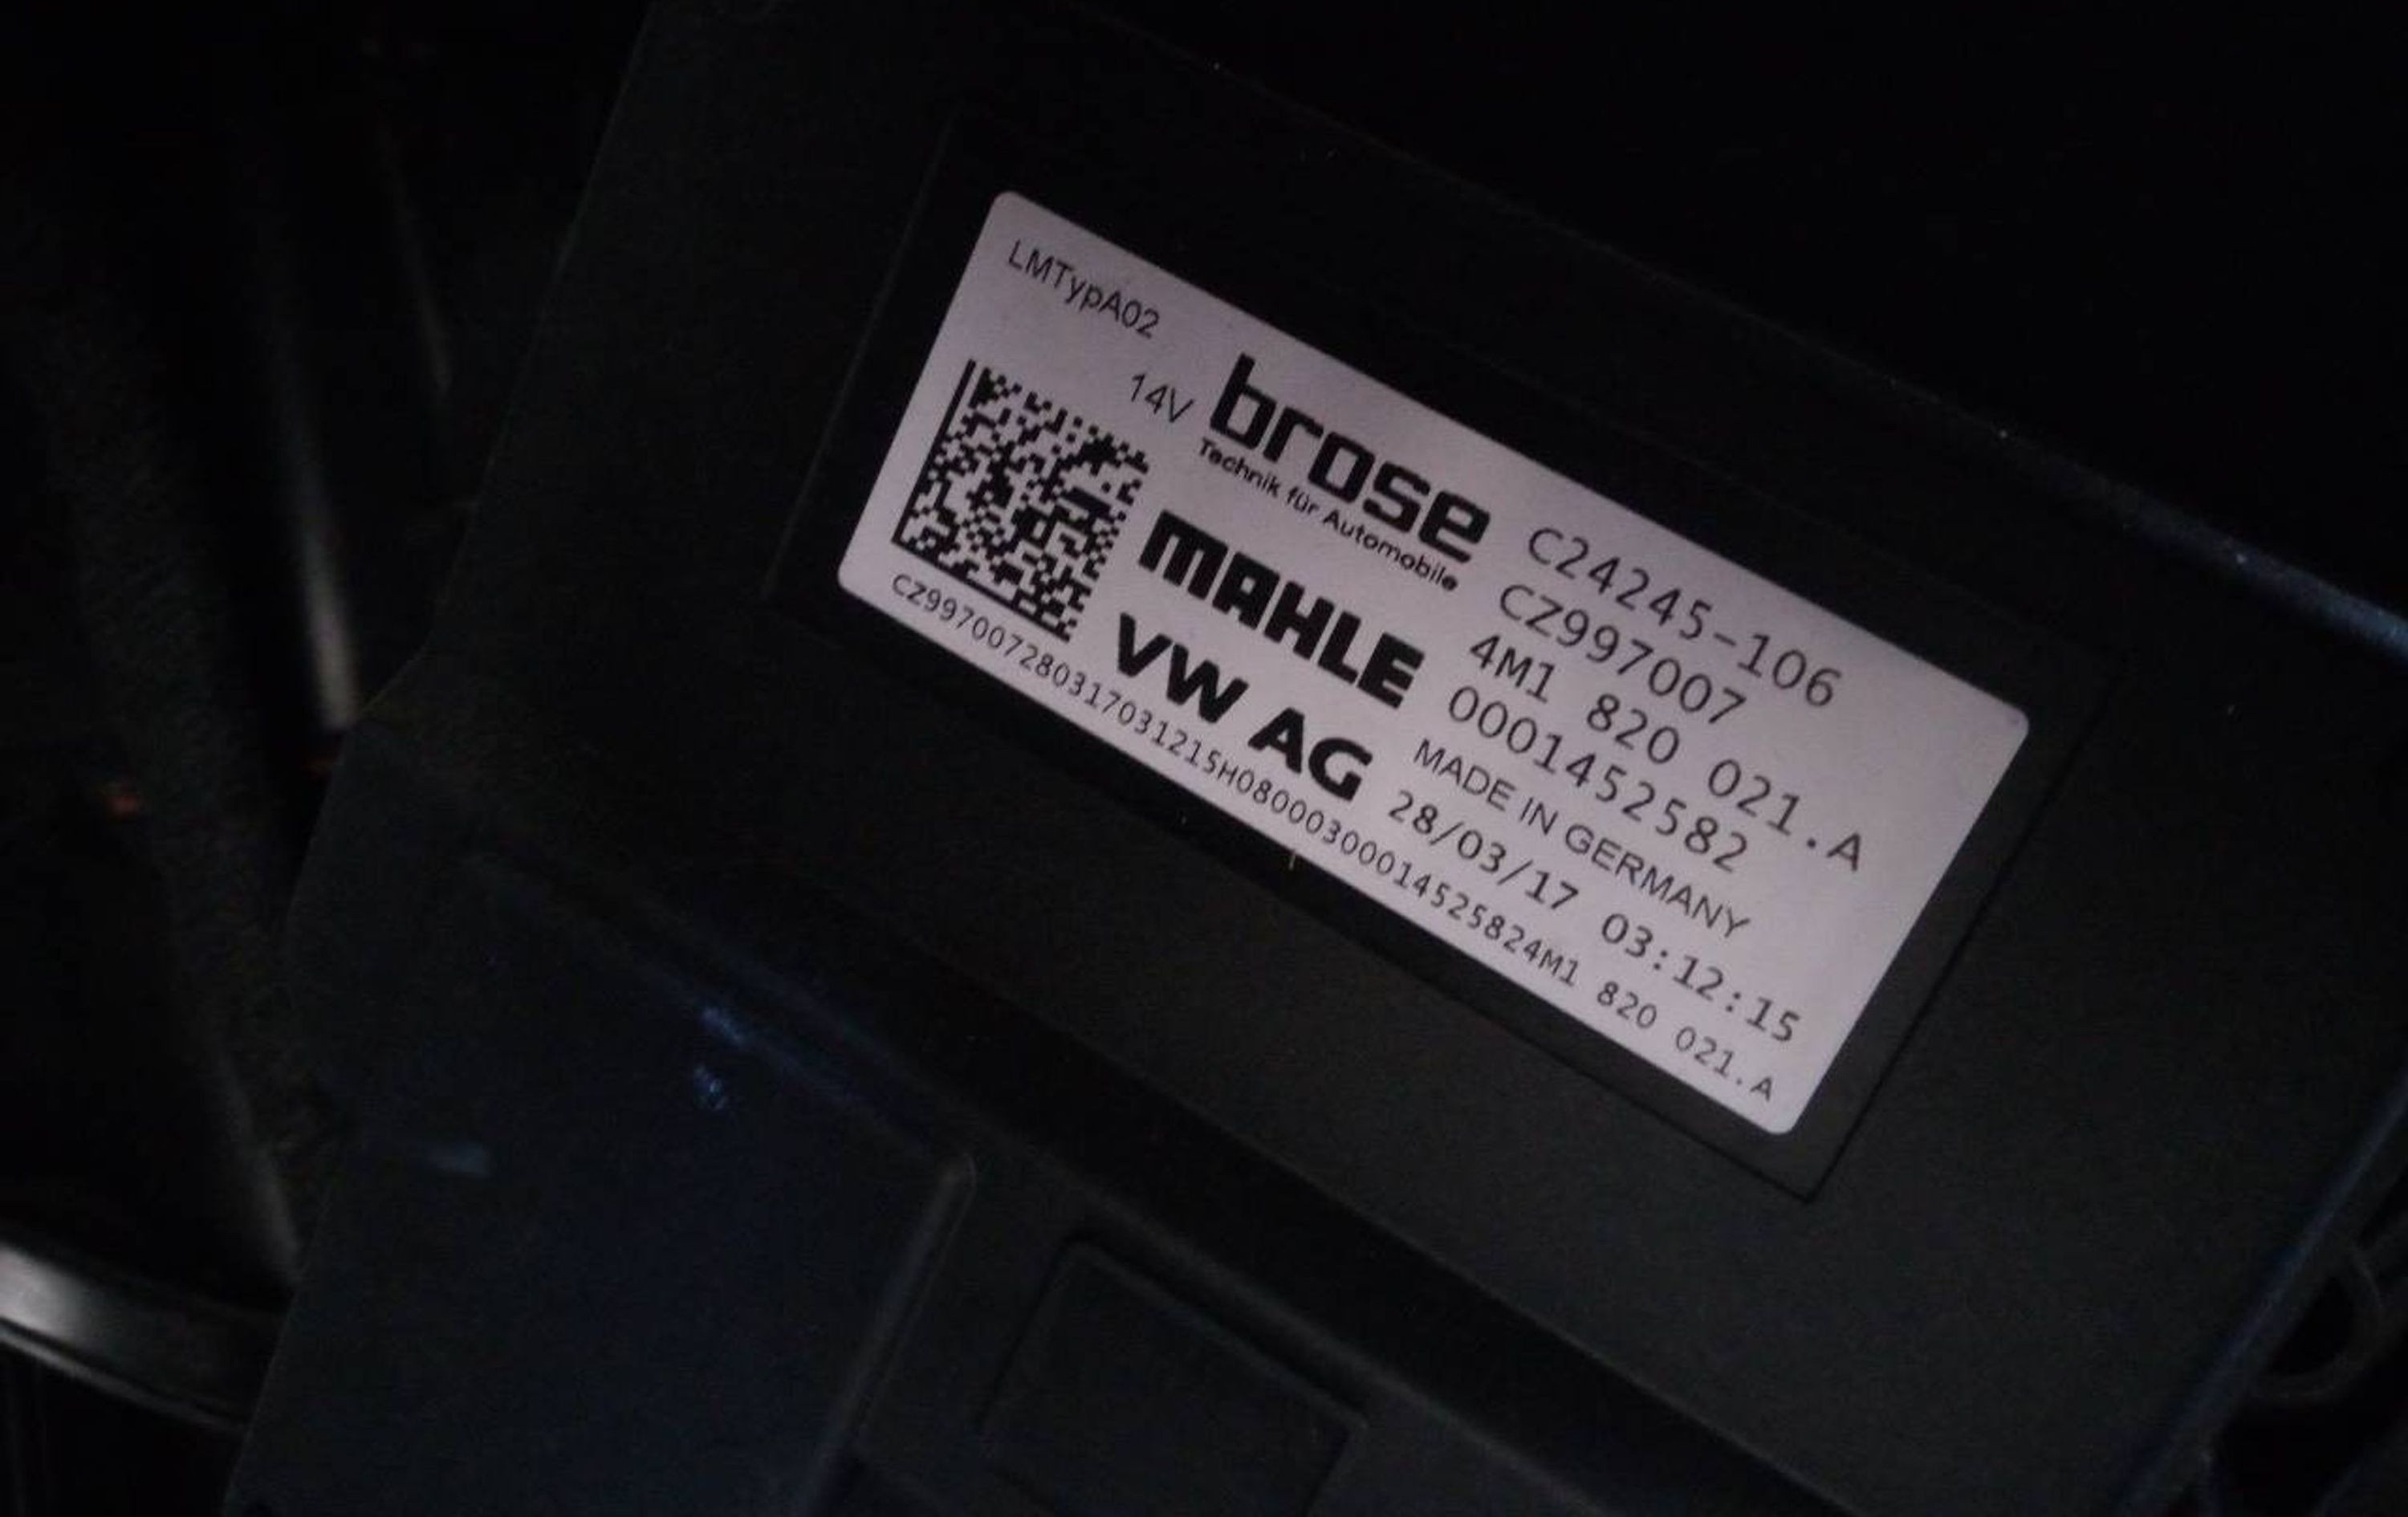 LMTypA02
14V
brose
Technik für Automobile
MAHLE
VW AG
C24245-106
CZ997007
4M1 820 021.A
0001452582
MADE IN GERMANY
28/03/17 03:12:15
CZ997007280317031215H08000300014525824M1 820 021.A